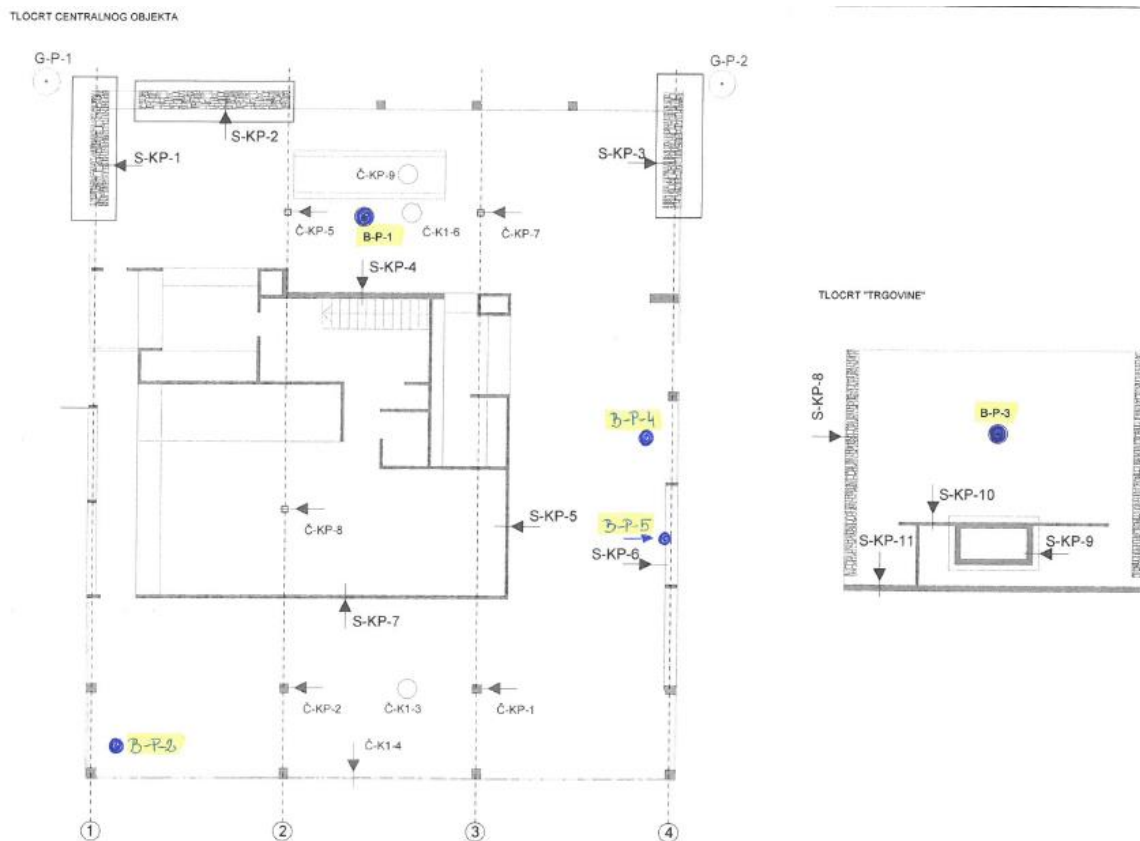 TLOCRT CENTRALNOG OBJEKTA
G-P-1
G-P-2
S-KP-2
S-KP-1
S-KP-3
Č-KP-9
Č-KP-5
B-P-1
Č-K1-6
Č-KP-7
S-KP-4
TLOCRT "TRGOVINE"
S-KP-8
B-P-3
B-P-4
S-KP-10
S-KP-5
B-P-5
Č-KP-8
S-KP-11
S-KP-9
S-KP-6
S-KP-7
Č-KP-2
Č-K1-3
Č-KP-1
B-P-2
Č-K1-4
1
2
3
4